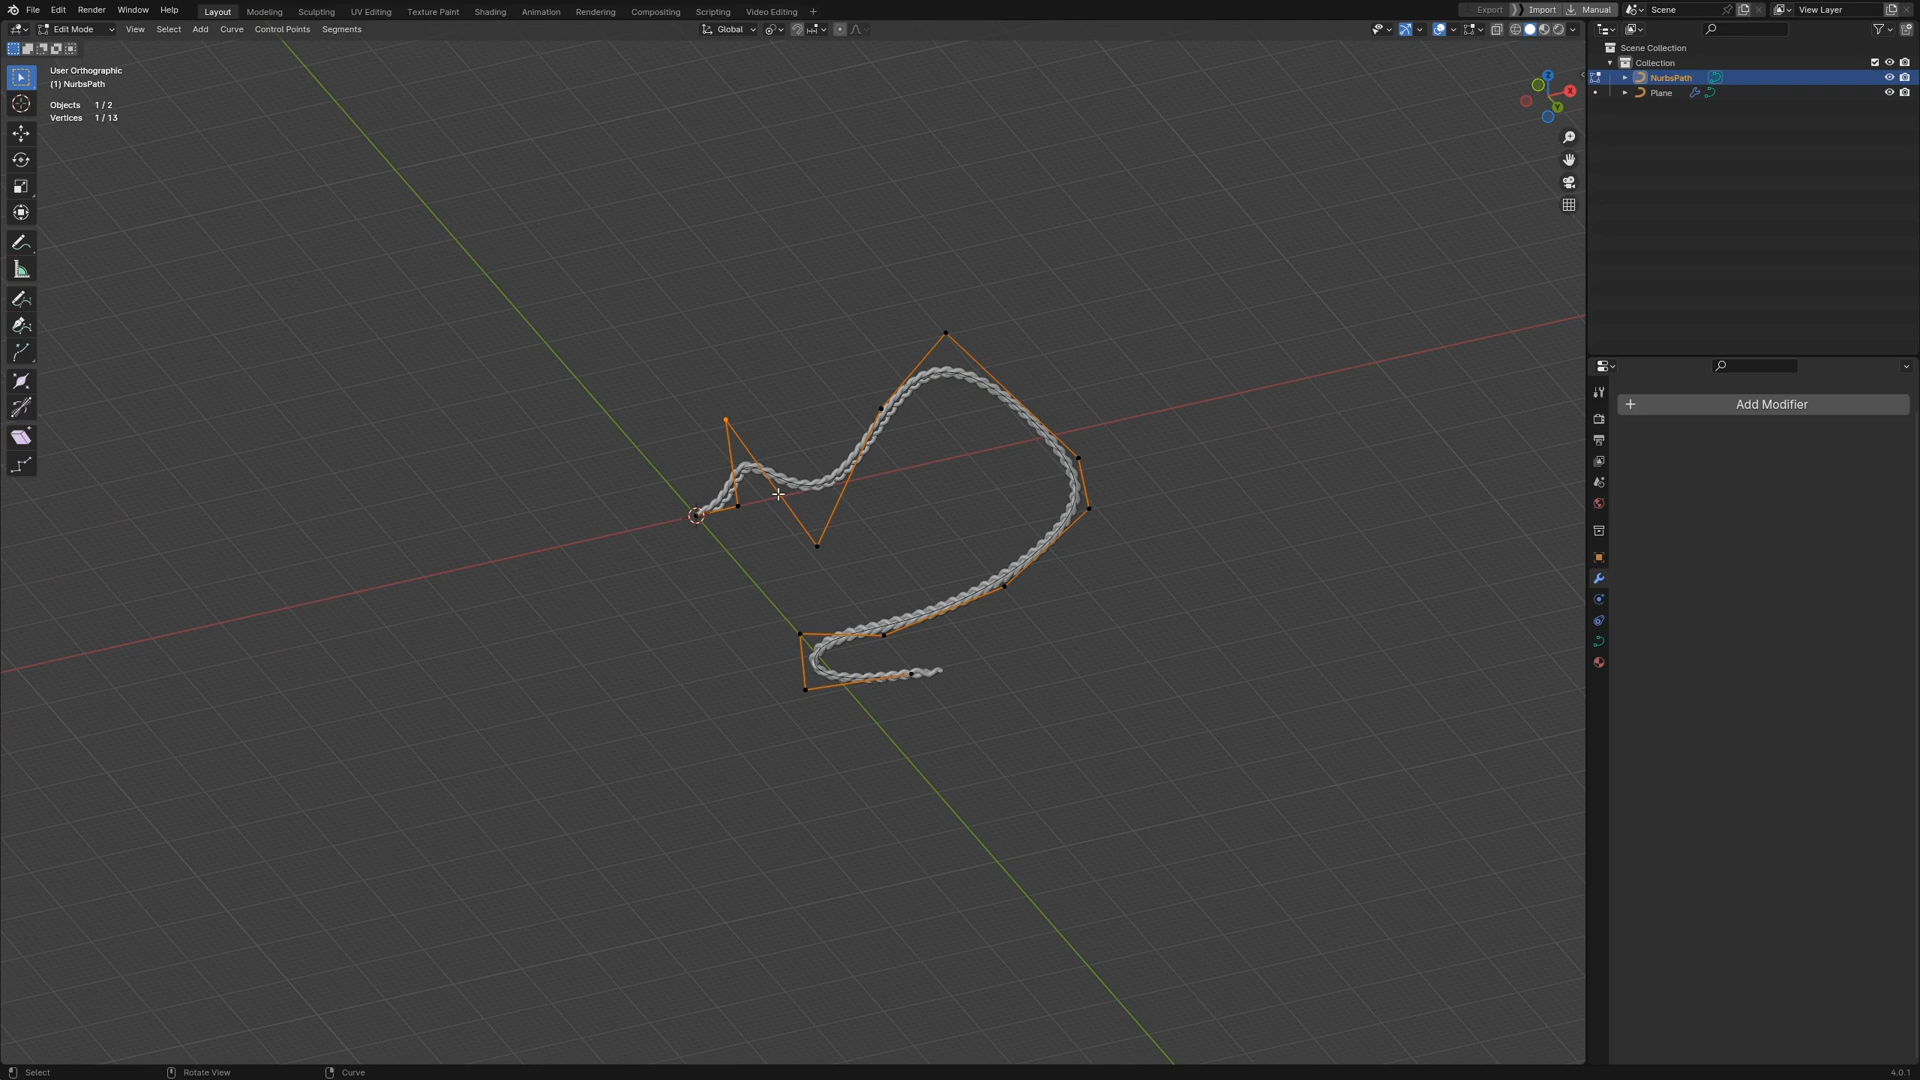 File Edit Render Window Help Layout Modeling Sculpting UV Editing Texture Paint Shading Animation Rendering Compositing Scripting Video Editing + Export Import Manual Scene View Layer
Edit Mode View Select Add Curve Control Points Segments Global
User Orthographic
(1) NurbsPath
Objects 1 / 2
Vertices 1 / 13
Z
X
Y
Scene Collection
Collection
NurbsPath
Plane
+ Add Modifier
Select Rotate View Curve 4.0.1